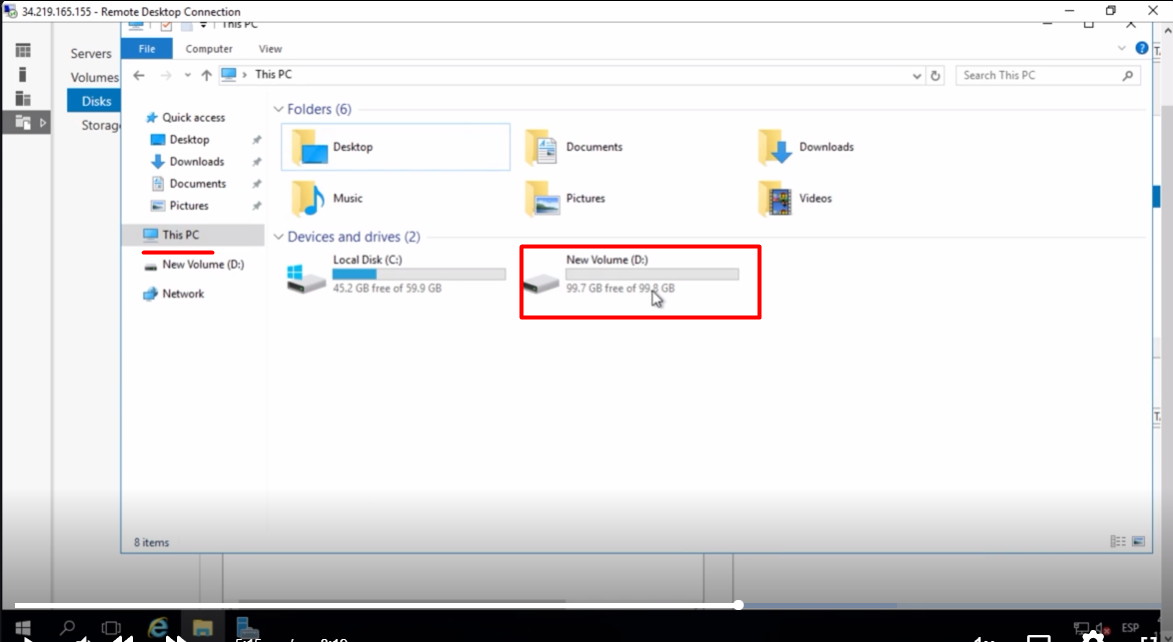 34.219.165.155 - Remote Desktop Connection
This PC
Servers
File
Computer
View
Volumes
This PC
Search This PC
Disks
Storag
Quick access
Desktop
Downloads
Documents
Pictures
This PC
New Volume (D:)
Network
Folders (6)
Desktop
Documents
Downloads
Music
Pictures
Videos
Devices and drives (2)
Local Disk (C:)
45.2 GB free of 59.9 GB
New Volume (D:)
99.7 GB free of 99.8 GB
8 items
ESP